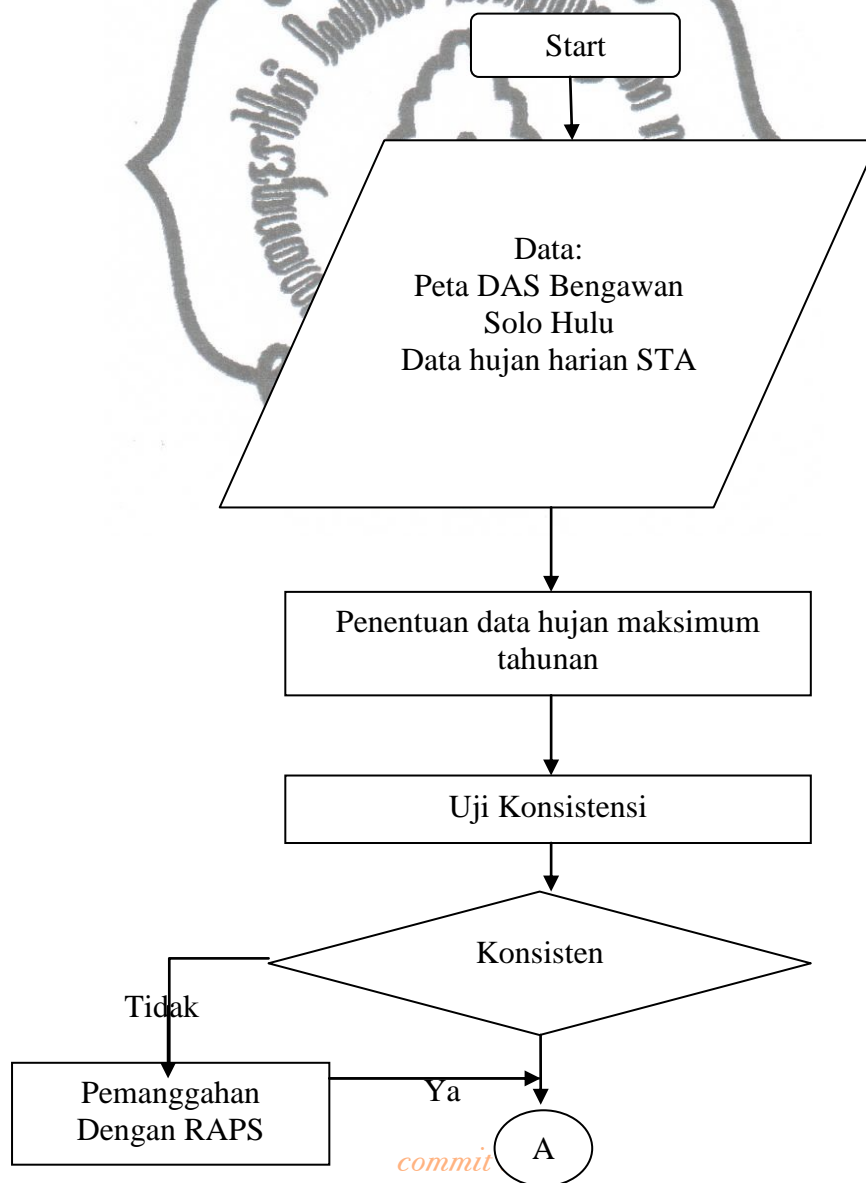 Start
Data:
Peta DAS Bengawan
Solo Hulu
Data hujan harian STA
Penentuan data hujan maksimum
tahunan
Uji Konsistensi
Konsisten
Tidak
Pemanggahan
Dengan RAPS
Ya
A
commit